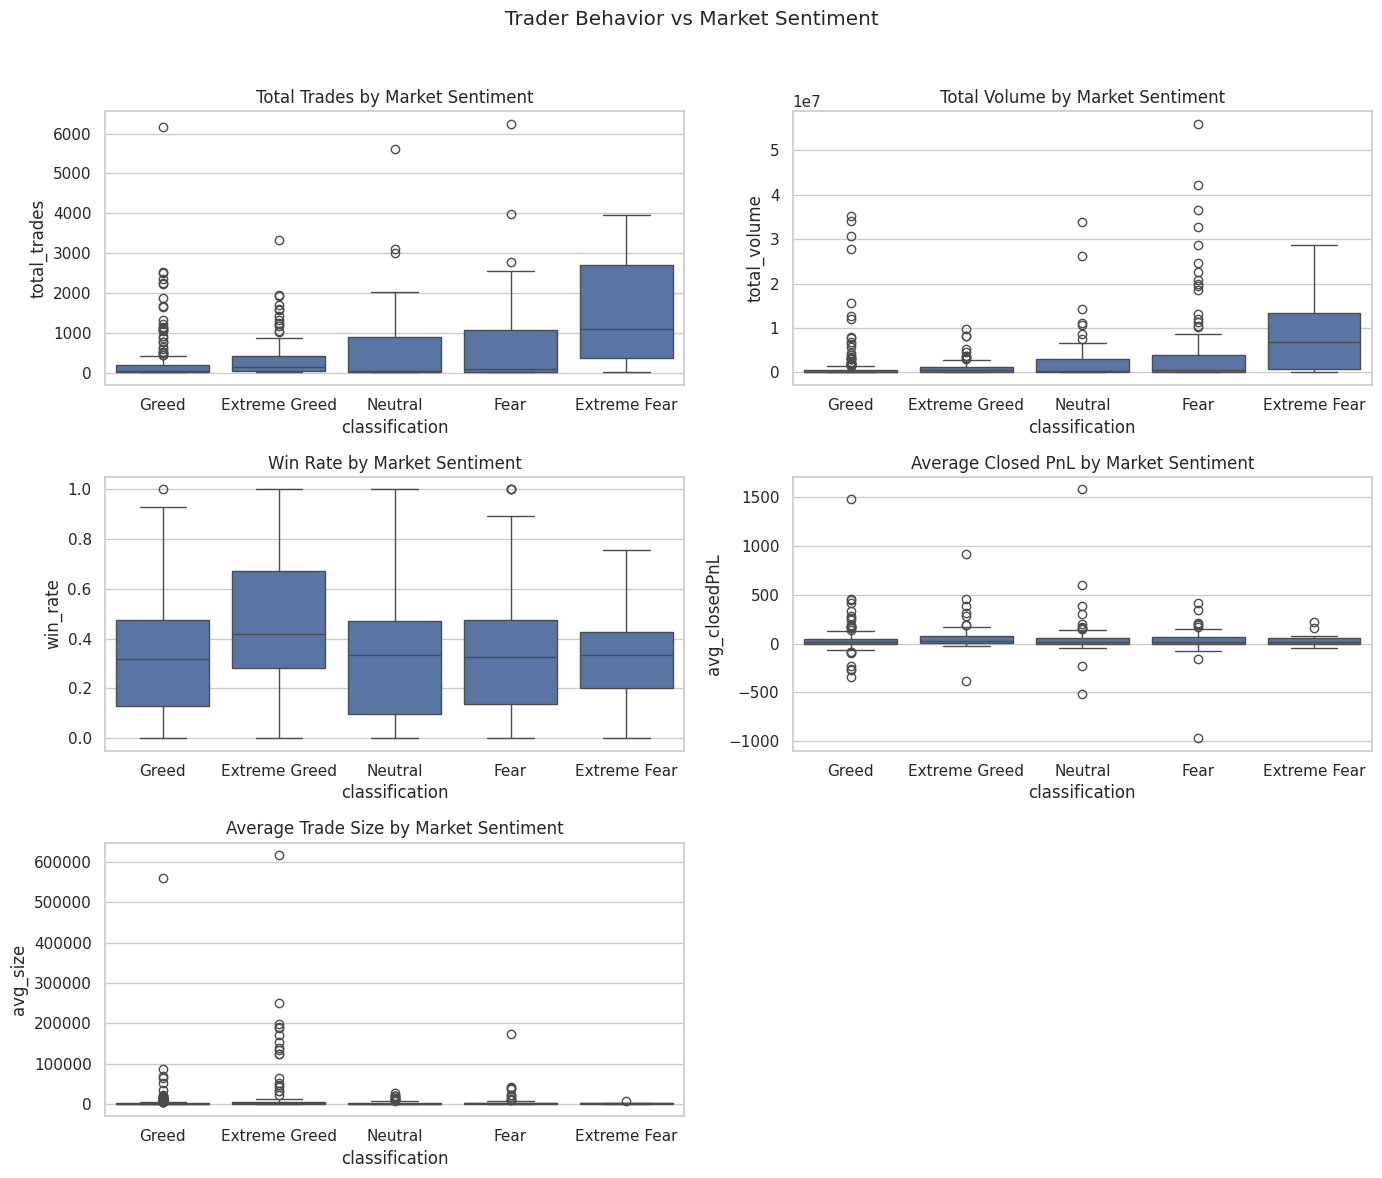 Trader Behavior vs Market Sentiment
Total Trades by Market Sentiment
6000
5000
4000
3000
2000
1000
0
total_trades
Greed Extreme Greed Neutral Fear Extreme Fear
classification
Total Volume by Market Sentiment
1e7
5
4
3
2
1
0
total_volume
Greed Extreme Greed Neutral Fear Extreme Fear
classification
Win Rate by Market Sentiment
1.0
0.8
0.6
0.4
0.2
0.0
win_rate
Greed Extreme Greed Neutral Fear Extreme Fear
classification
Average Closed PnL by Market Sentiment
1500
1000
500
0
−500
−1000
avg_closedPnL
Greed Extreme Greed Neutral Fear Extreme Fear
classification
Average Trade Size by Market Sentiment
600000
500000
400000
300000
200000
100000
0
avg_size
Greed Extreme Greed Neutral Fear Extreme Fear
classification